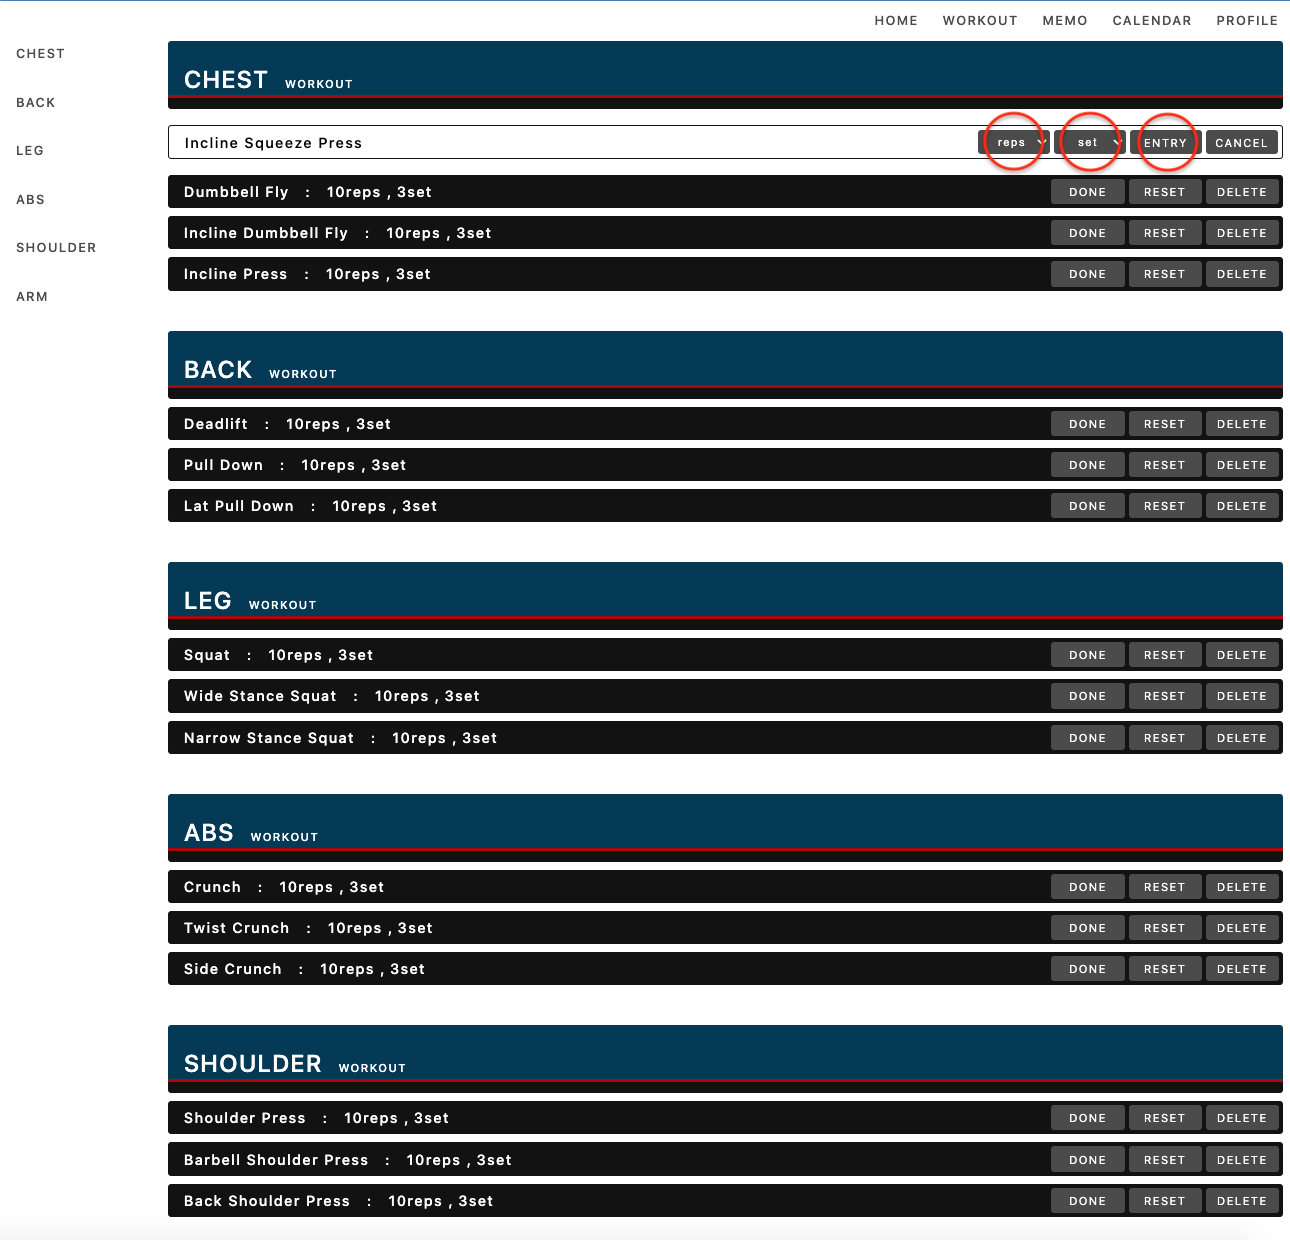 HOME WORKOUT MEMO CALENDAR PROFILE
CHEST
BACK
LEG
ABS
SHOULDER
ARM
CHEST WORKOUT
Incline Squeeze Press reps set ENTRY CANCEL
Dumbbell Fly : 10reps , 3set DONE RESET DELETE
Incline Dumbbell Fly : 10reps , 3set DONE RESET DELETE
Incline Press : 10reps , 3set DONE RESET DELETE
BACK WORKOUT
Deadlift : 10reps , 3set DONE RESET DELETE
Pull Down : 10reps , 3set DONE RESET DELETE
Lat Pull Down : 10reps , 3set DONE RESET DELETE
LEG WORKOUT
Squat : 10reps , 3set DONE RESET DELETE
Wide Stance Squat : 10reps , 3set DONE RESET DELETE
Narrow Stance Squat : 10reps , 3set DONE RESET DELETE
ABS WORKOUT
Crunch : 10reps , 3set DONE RESET DELETE
Twist Crunch : 10reps , 3set DONE RESET DELETE
Side Crunch : 10reps , 3set DONE RESET DELETE
SHOULDER WORKOUT
Shoulder Press : 10reps , 3set DONE RESET DELETE
Barbell Shoulder Press : 10reps , 3set DONE RESET DELETE
Back Shoulder Press : 10reps , 3set DONE RESET DELETE